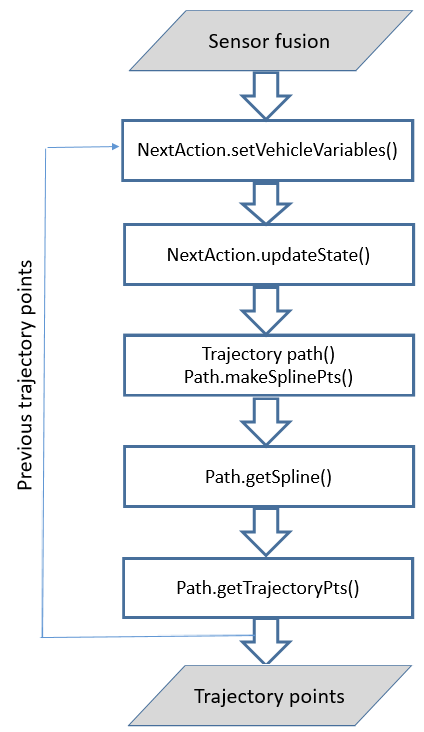 Sensor fusion
NextAction.setVehicleVariables()
NextAction.updateState()
Trajectory path()
Path.makeSplinePts()
Path.getSpline()
Path.getTrajectoryPts()
Previous trajectory points
Trajectory points